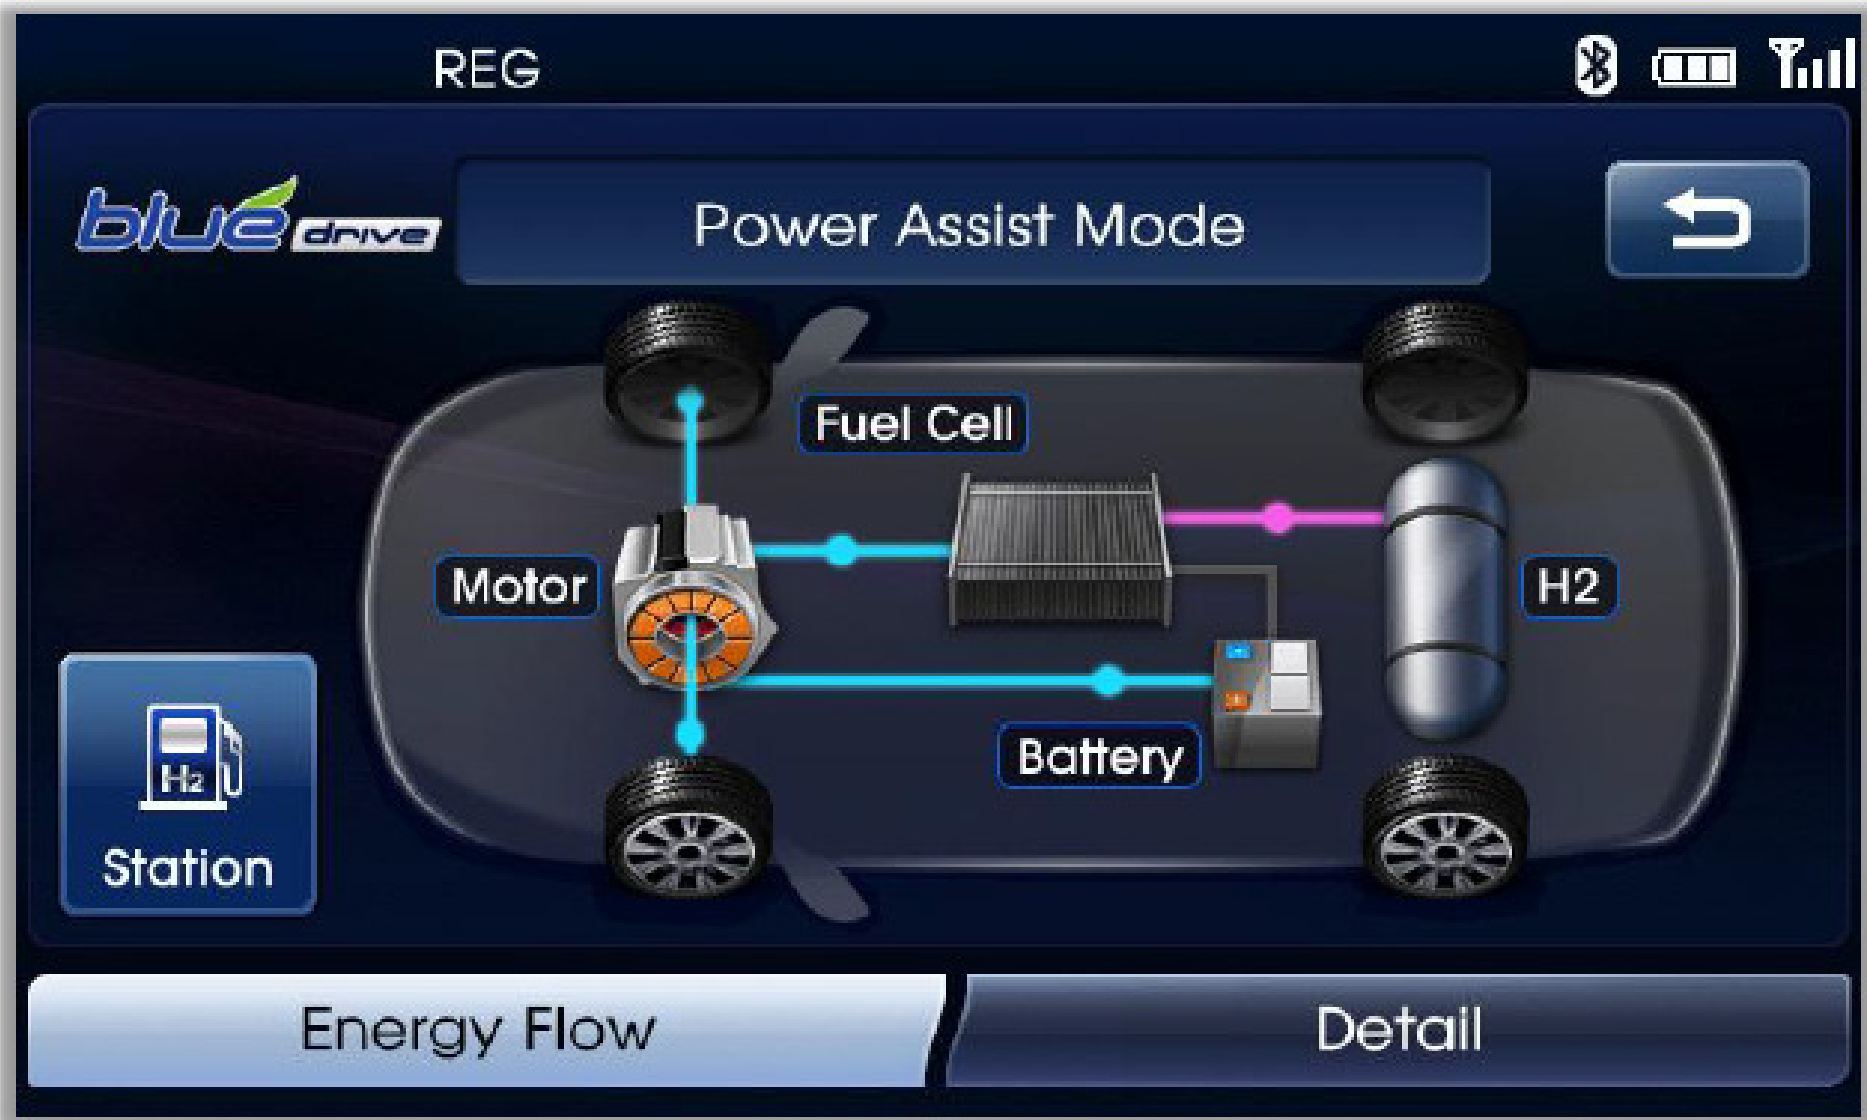 REG
blue drive
Power Assist Mode
Fuel Cell
Motor
H2
Battery
H2
Station
Energy Flow
Detail